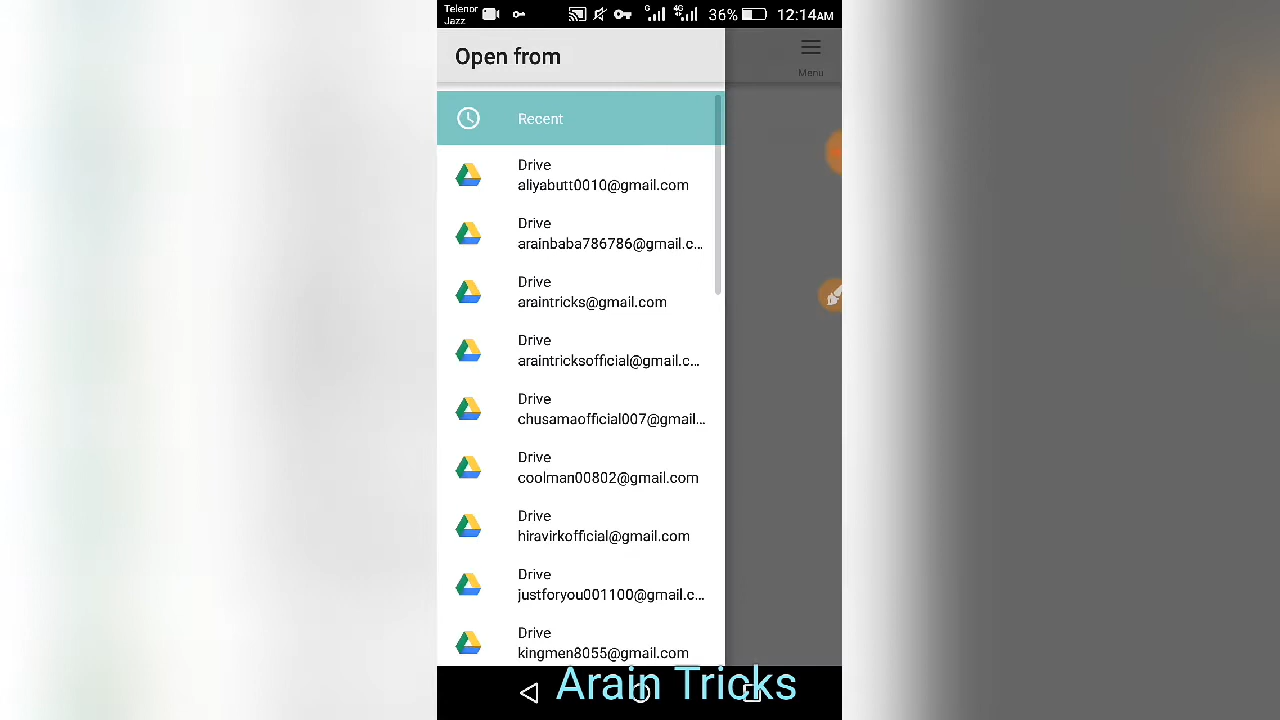 Telenor
Jazz
G
4G
36%
12:14AM
Open from
Menu
Recent
Drive
aliyabutt0010@gmail.com
Drive
arainbaba786786@gmail.c...
Drive
araintricks@gmail.com
Drive
araintricksofficial@gmail.c...
Drive
chusamaofficial007@gmail...
Drive
coolman00802@gmail.com
Drive
hiravirkofficial@gmail.com
Drive
justforyou001100@gmail.c...
Drive
kingmen8055@gmail.com
Arain Tricks